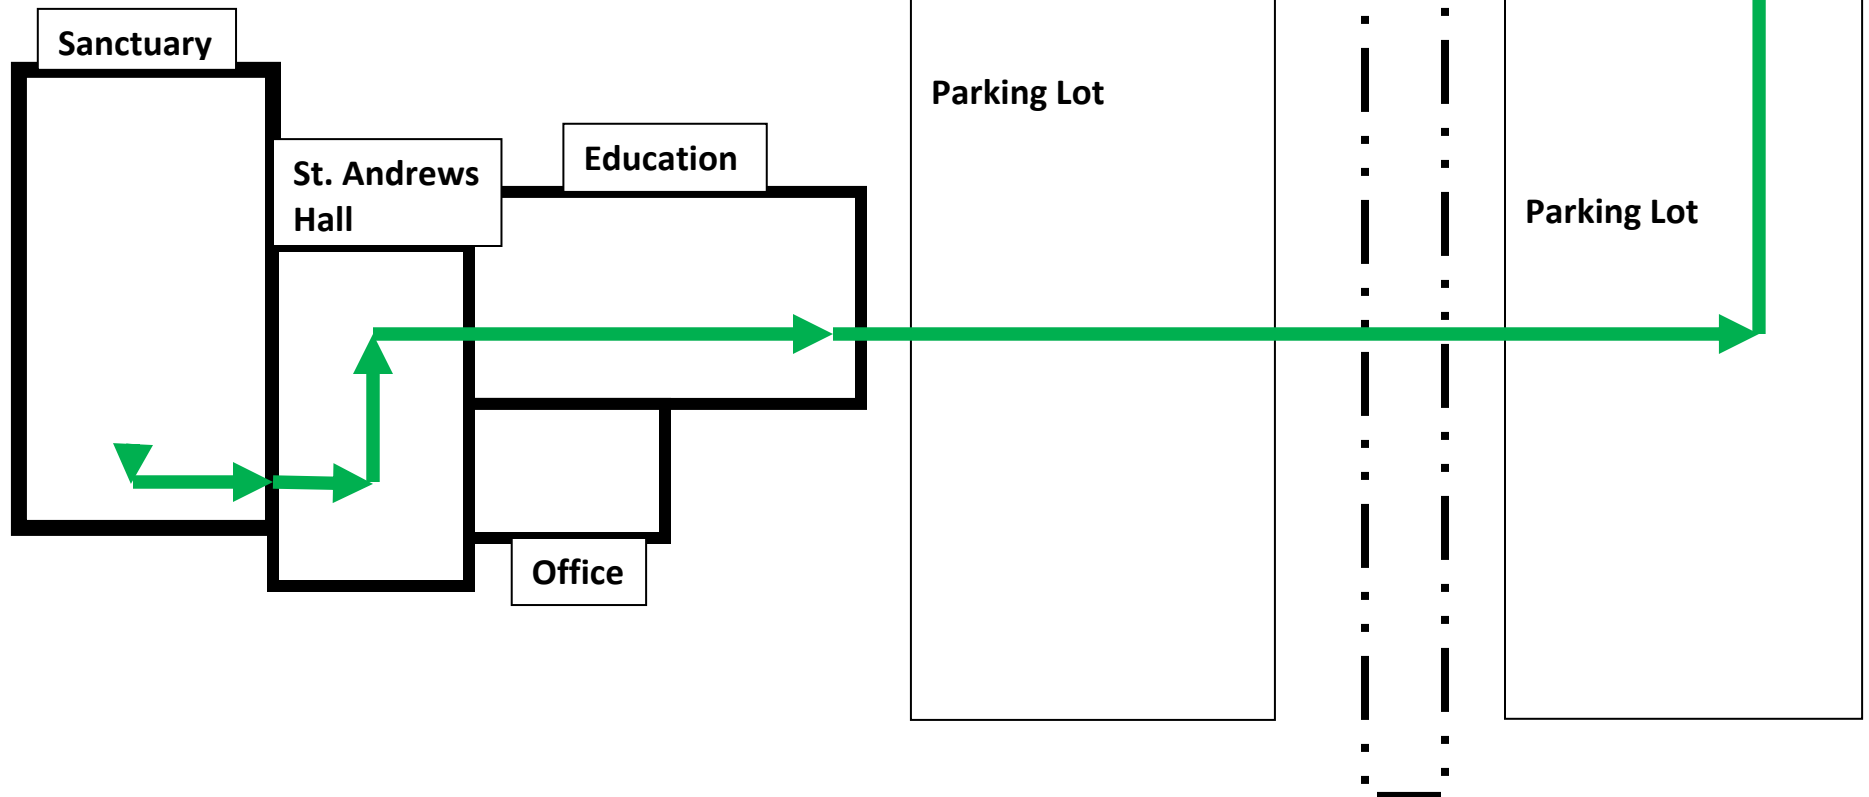 Sanctuary
Parking Lot
Education
St. Andrews
Hall
Parking Lot
Office